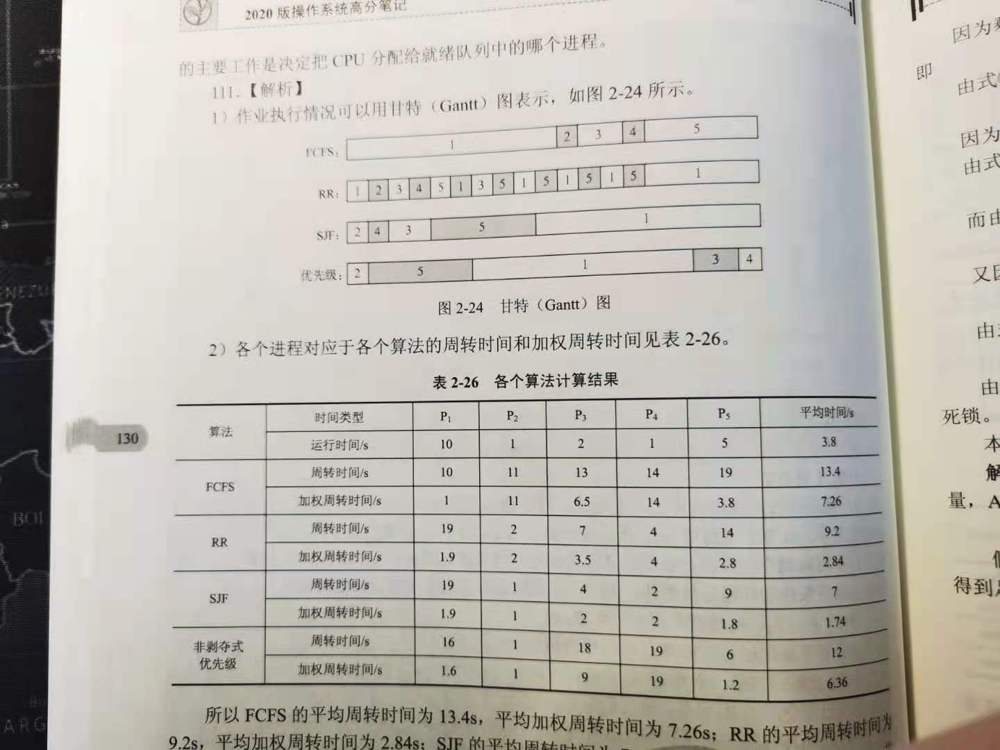 2020 版操作系统高分笔记
的主要工作是决定把 CPU 分配给就绪队列中的哪个进程。
111.【解析】
1）作业执行情况可以用甘特（Gantt）图表示，如图 2-24 所示。
FCFS: 1 2 3 4 5
RR: 1 2 3 4 5 1 3 5 1 5 1 5 1 5 1
SJF: 2 4 3 5 1
优先级: 2 5 1 3 4
图 2-24 甘特（Gantt）图
2）各个进程对应于各个算法的周转时间和加权周转时间见表 2-26。
表 2-26 各个算法计算结果
算法 时间类型 P1 P2 P3 P4 P5 平均时间/s
运行时间/s 10 1 2 1 5 3.8
FCFS 周转时间/s 10 11 13 14 19 13.4
加权周转时间/s 1 11 6.5 14 3.8 7.26
RR 周转时间/s 19 2 7 4 14 9.2
加权周转时间/s 1.9 2 3.5 4 2.8 2.84
SJF 周转时间/s 19 1 4 2 9 7
加权周转时间/s 1.9 1 2 2 1.8 1.74
非剥夺式优先级 周转时间/s 16 1 18 19 6 12
加权周转时间/s 1.6 1 9 19 1.2 6.36
所以 FCFS 的平均周转时间为 13.4s，平均加权周转时间为 7.26s；RR 的平均周转时间为
9.2s，平均加权周转时间为 2.84s；SJF 的平均周转时间为
130
因为
即
由式
因为
由式
而由
又因
由
由
死锁。
本
解
量，A
得到
BOL
ARG